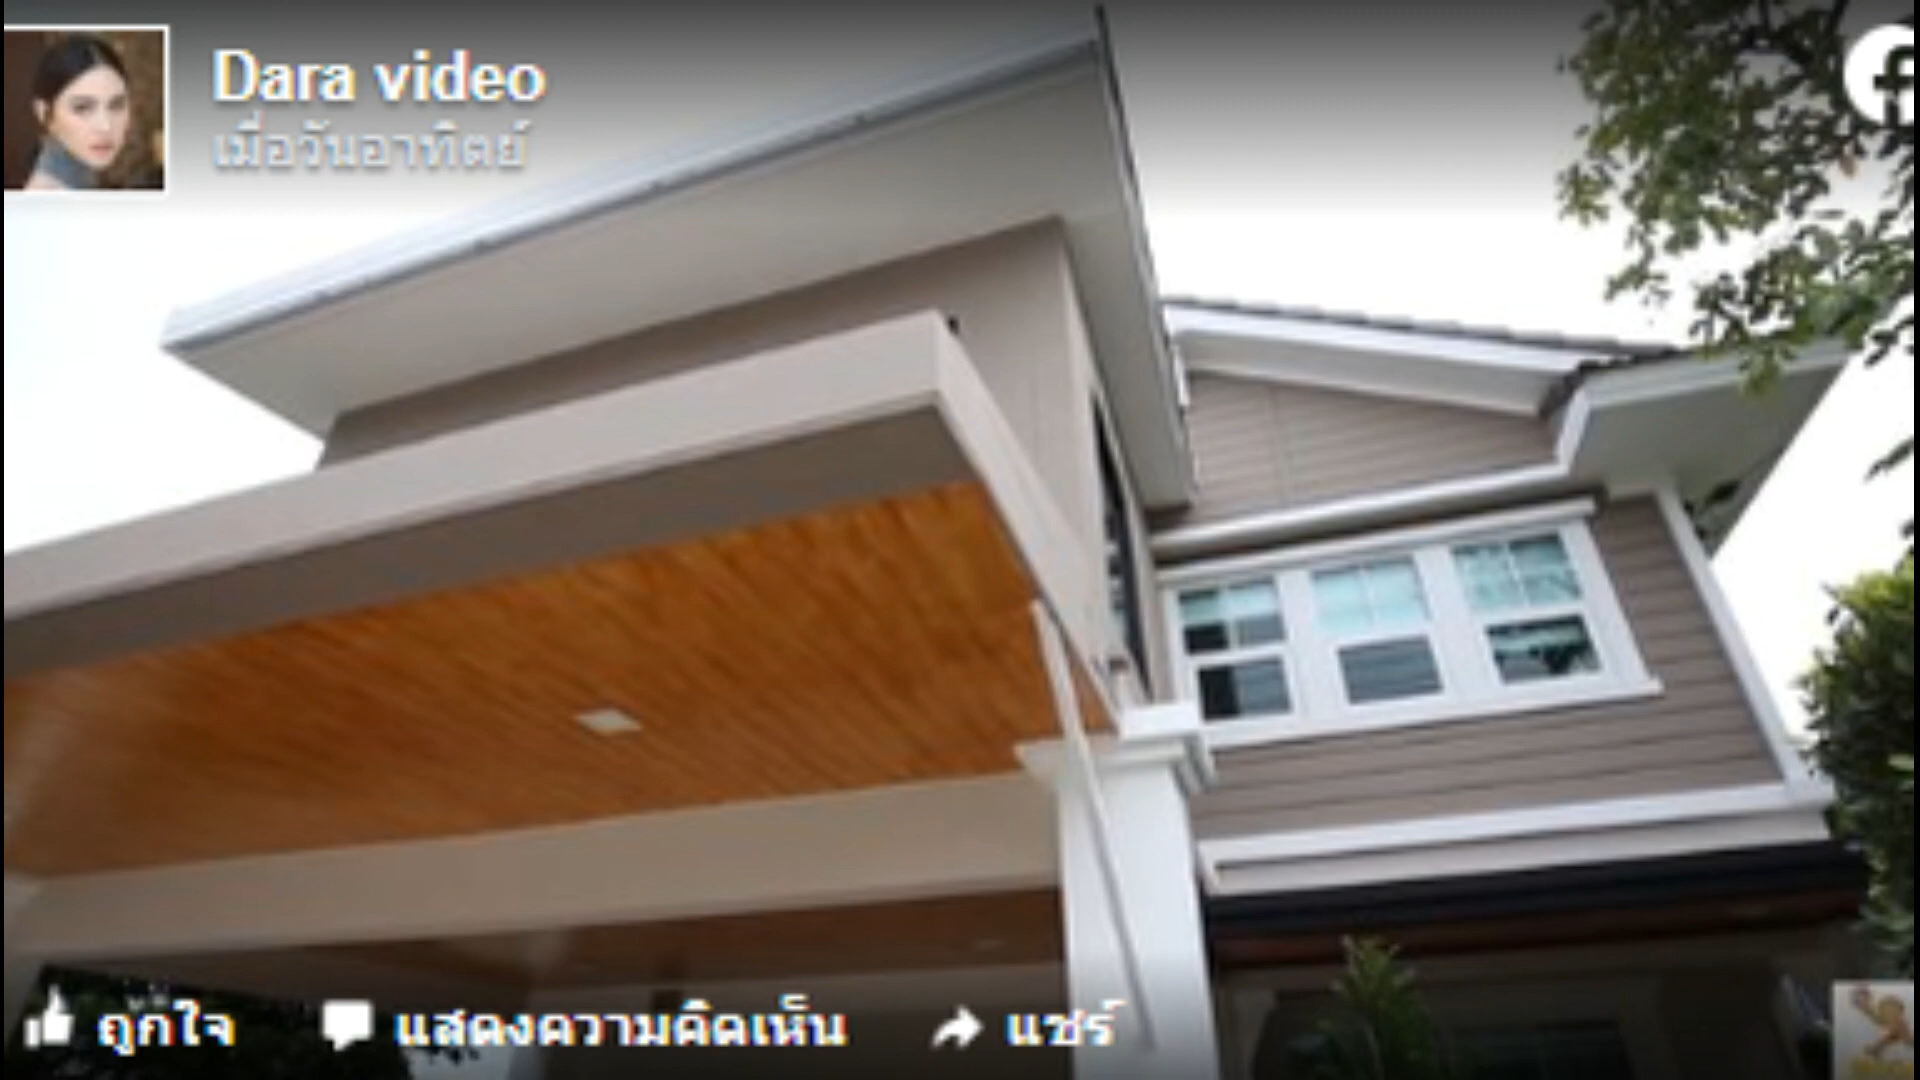 Dara video
เมื่อวันอาทิตย์
ถูกใจ
แสดงความคิดเห็น
แชร์